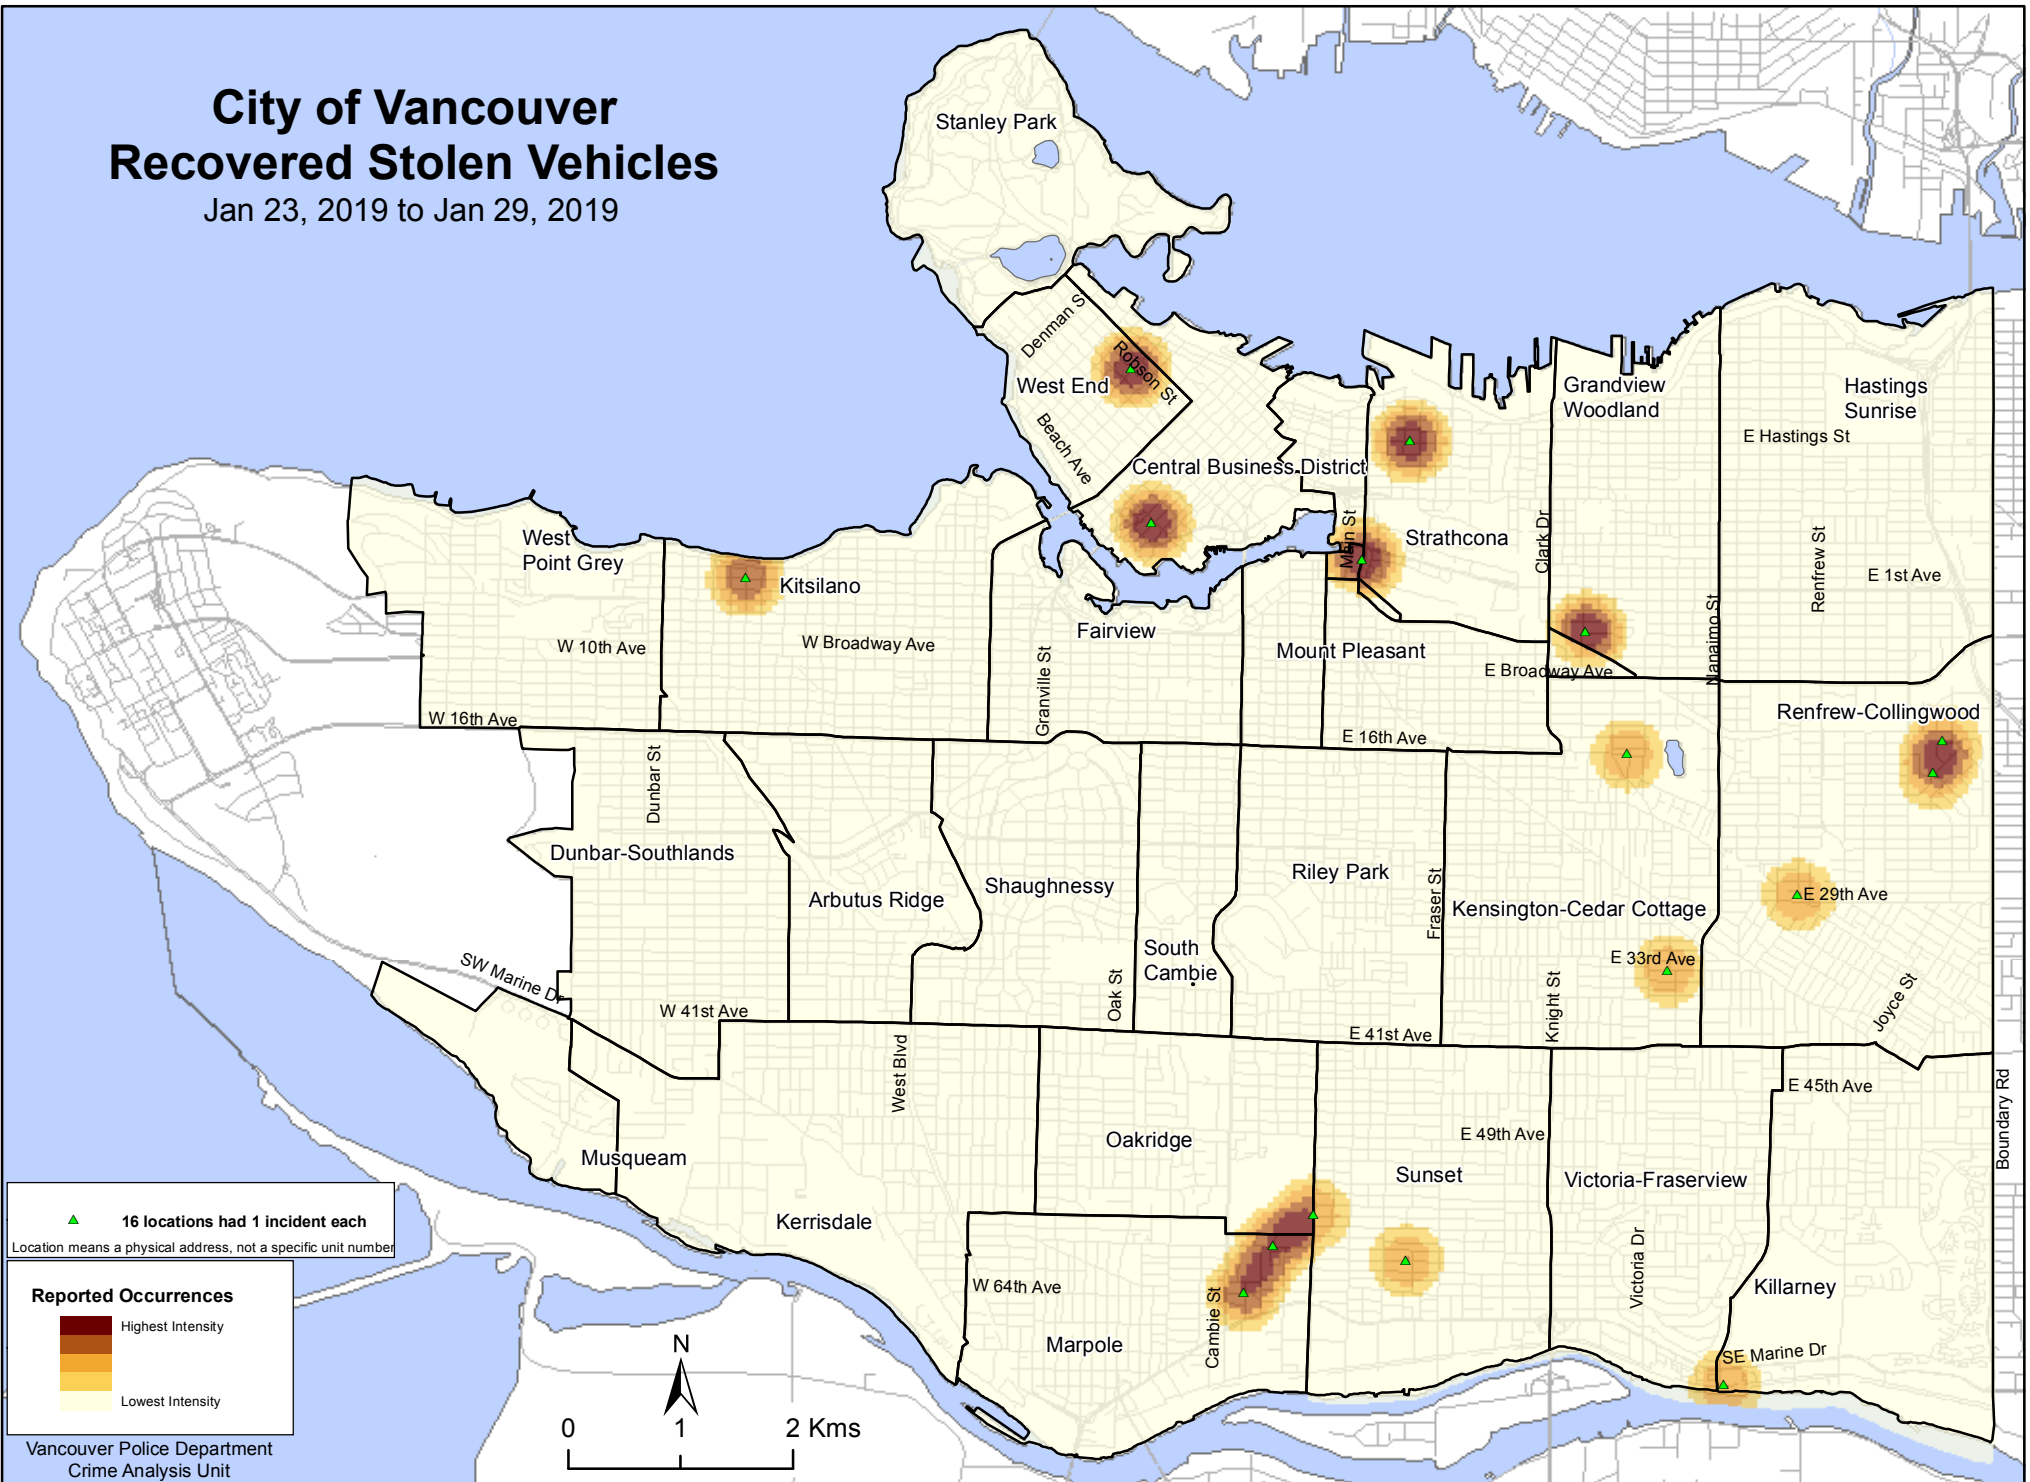 City of Vancouver
Recovered Stolen Vehicles
Jan 23, 2019 to Jan 29, 2019
Stanley Park
Denman S
Robson St
West End
Beach Ave
Central Business District
Grandview
Woodland
Hastings
Sunrise
E Hastings St
Main St
Strathcona
Clark Dr
Nanaimo St
Renfrew St
E 1st Ave
West
Point Grey
Kitsilano
W 10th Ave
W Broadway Ave
Fairview
Granville St
Mount Pleasant
E Broadway Ave
W 16th Ave
E 16th Ave
Renfrew-Collingwood
Dunbar St
Dunbar-Southlands
Arbutus Ridge
Shaughnessy
Riley Park
Fraser St
Kensington-Cedar Cottage
E 29th Ave
South
Cambie
Oak St
E 33rd Ave
Knight St
Joyce St
SW Marine Dr
W 41st Ave
E 41st Ave
West Blvd
E 45th Ave
Boundary Rd
Oakridge
E 49th Ave
Sunset
Victoria-Fraserview
Musqueam
Kerrisdale
W 64th Ave
Cambie St
Victoria Dr
Killarney
Marpole
SE Marine Dr
16 locations had 1 incident each
Location means a physical address, not a specific unit number
Reported Occurrences
Highest Intensity
Lowest Intensity
Vancouver Police Department
Crime Analysis Unit
N
0 1 2 Kms